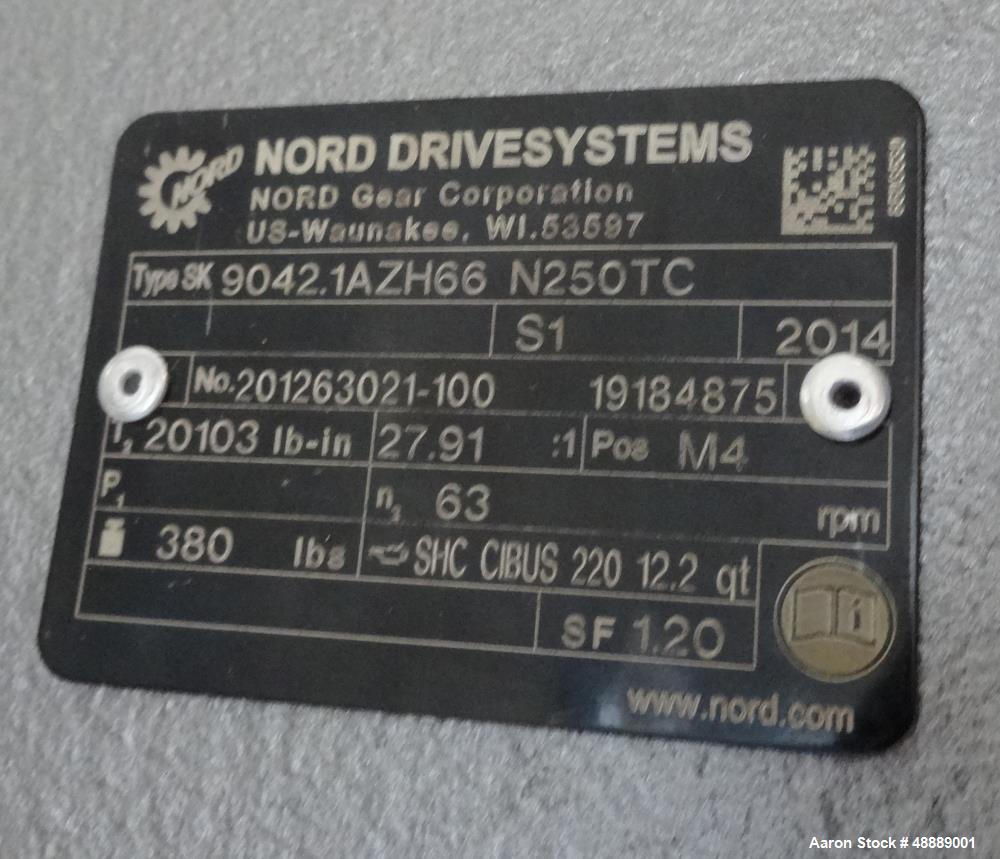 NORD
NORD DRIVESYSTEMS
NORD Gear Corporation
US-Waunakee, WI.53597
Type SK 9042.1AZH66 N250TC
S1 2014
No.201263021-100 19184875
20103 lb-in 27.91 :1 Pos M4
P1
n2 63 rpm
380 lbs SHC CIBUS 220 12.2 qt
i
SF 1.20
www.nord.com
Aaron Stock # 48889001